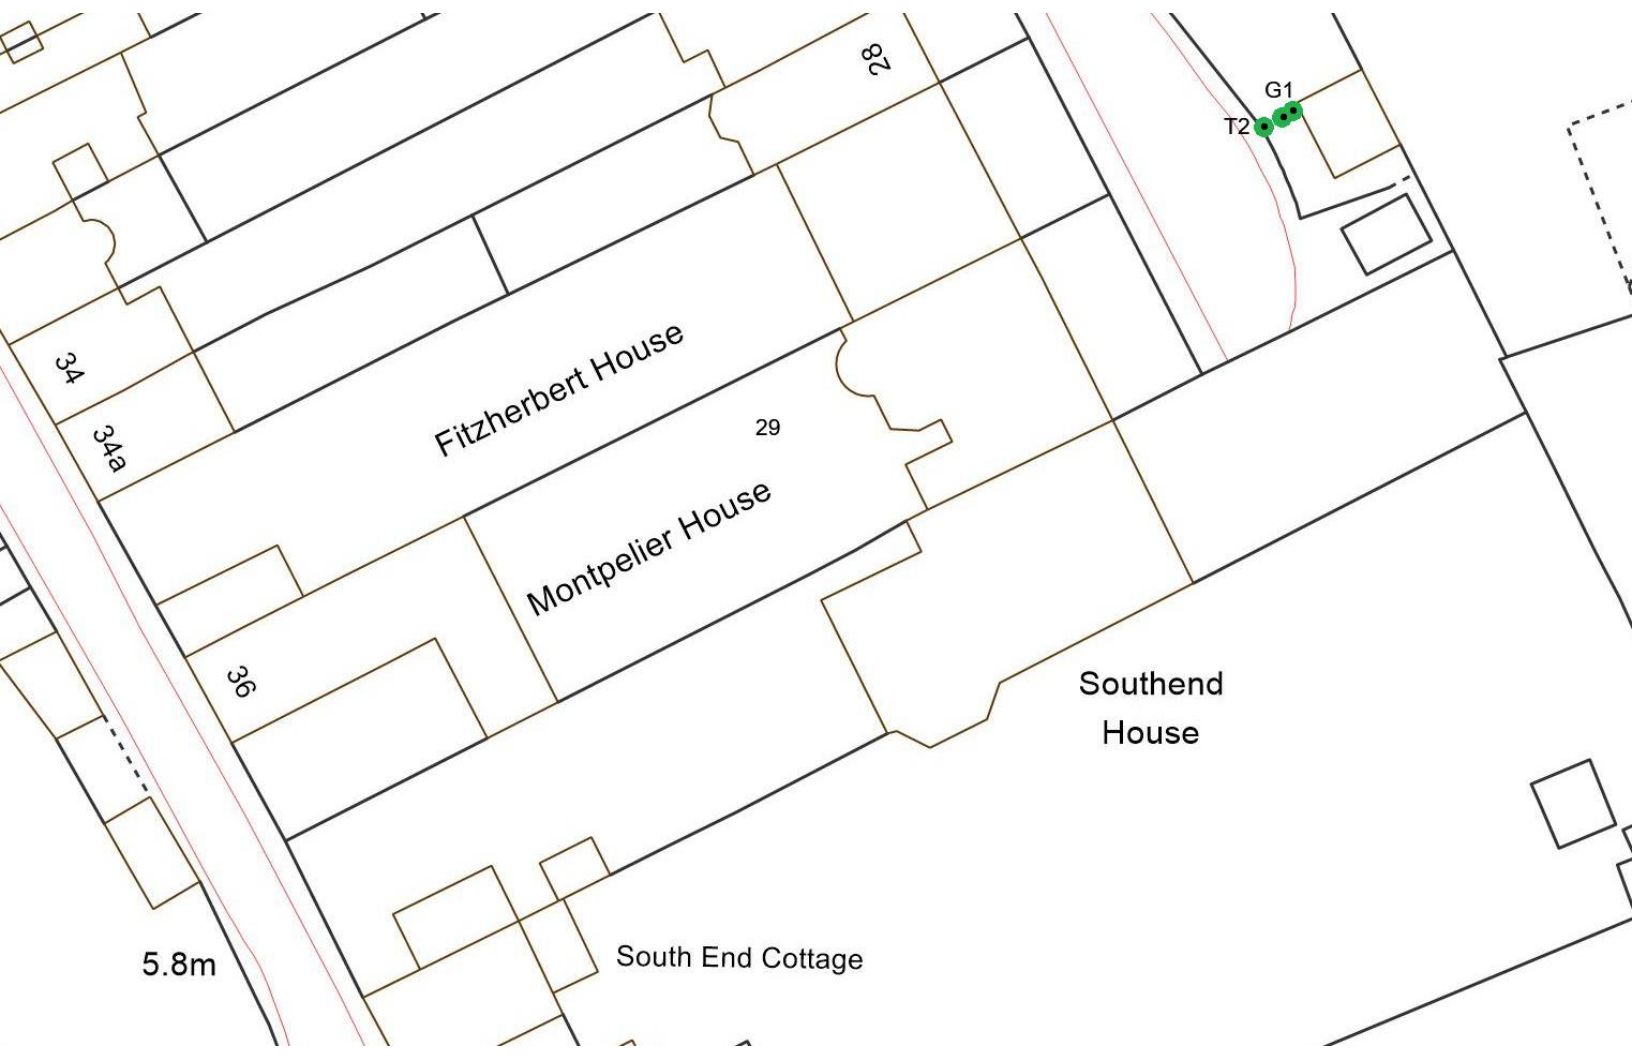 28
G1
T2
34
34a
Fitzherbert House
29
Montpelier House
36
Southend
House
South End Cottage
5.8m